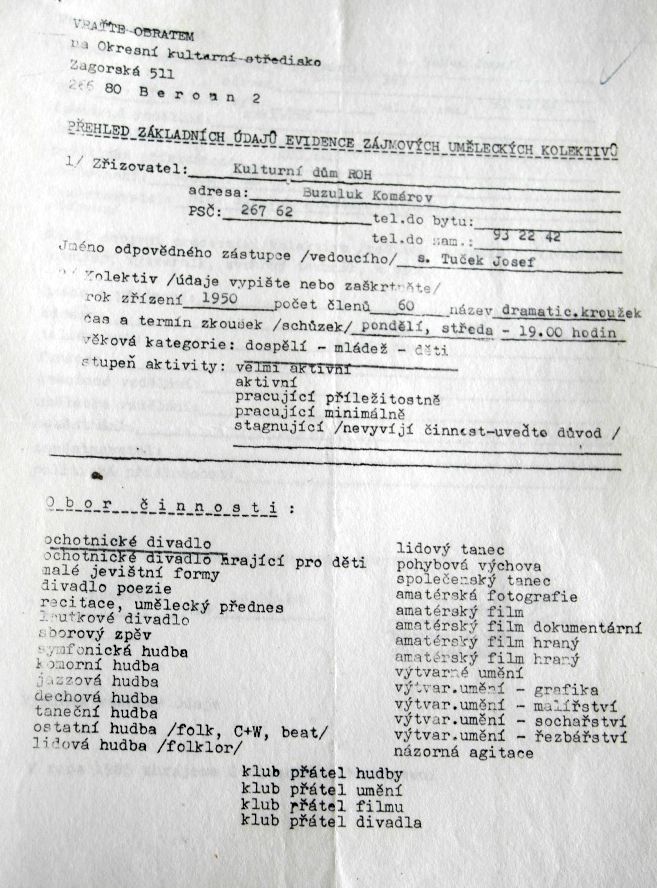 VRAŤTE OBRATEM
na Okresní kulturní středisko
Zagorská 511
266 80 B e r o u n 2
PŘEHLED ZÁKLADNÍCH ÚDAJŮ EVIDENCE ZÁJMOVÝCH UMĚLECKÝCH KOLEKTIVŮ
1/ Zřizovatel: Kulturní dům ROH
adresa: Buzuluk Komárov
PSČ: 267 62 tel.do bytu:
tel.do zam.: 93 22 42
Jméno odpovědného zástupce /vedoucího/ s. Tuček Josef
2/ Kolektiv /údaje vypište nebo zaškrtněte/
rok zřízení 1950 počet členů 60 název dramatic.kroužek
čas a termín zkoušek /schůzek/ pondělí, středa - 19.00 hodin
věková kategorie: dospělí - mládež - děti
stupeň aktivity: velmi aktivní
aktivní
pracující příležitostně
pracující minimálně
stagnující /nevyvíjí činnost-uveďte důvod /
O b o r č i n n o s t i :
ochotnické divadlo
ochotnické divadlo hrající pro děti
malé jevištní formy
divadlo poezie
recitace, umělecký přednes
loutkové divadlo
sborový zpěv
symfonická hudba
komorní hudba
jazzová hudba
dechová hudba
taneční hudba
ostatní hudba /folk, C+W, beat/
lidová hudba /folklor/
lidový tanec
pohybová výchova
společenský tanec
amatérská fotografie
amatérský film
amatérský film dokumentární
amatérský film hraný
amatérský film hraný
výtvarné umění
výtvar.umění - grafika
výtvar.umění - malířství
výtvar.umění - sochařství
výtvar.umění - řezbářství
názorná agitace
klub přátel hudby
klub přátel umění
klub přátel filmu
klub přátel divadla